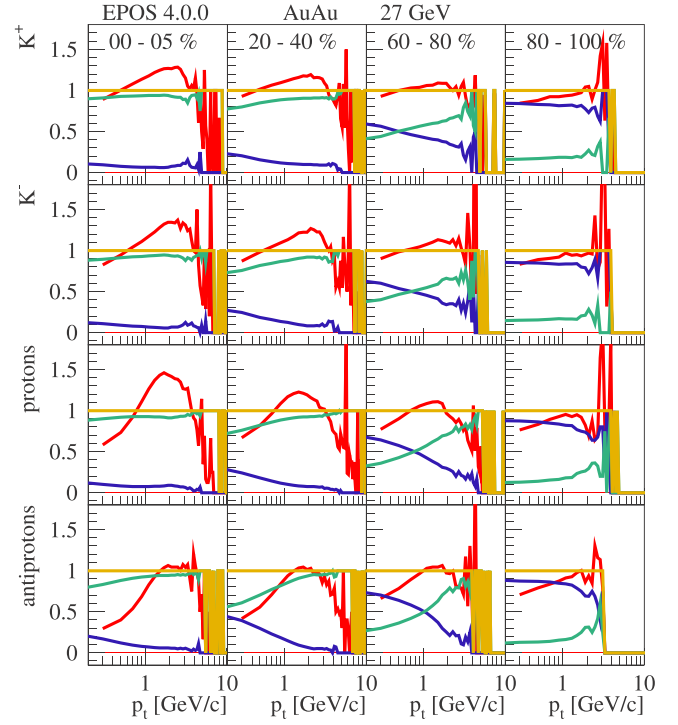 EPOS 4.0.0 AuAu 27 GeV
K+ 00 - 05 % 20 - 40 % 60 - 80 % 80 - 100 %
1.5
1
0.5
0
K-
1.5
1
0.5
0
protons
1.5
1
0.5
0
antiprotons
1.5
1
0.5
0
1 10 1 10 1 10 1 10
pt [GeV/c] pt [GeV/c] pt [GeV/c] pt [GeV/c]